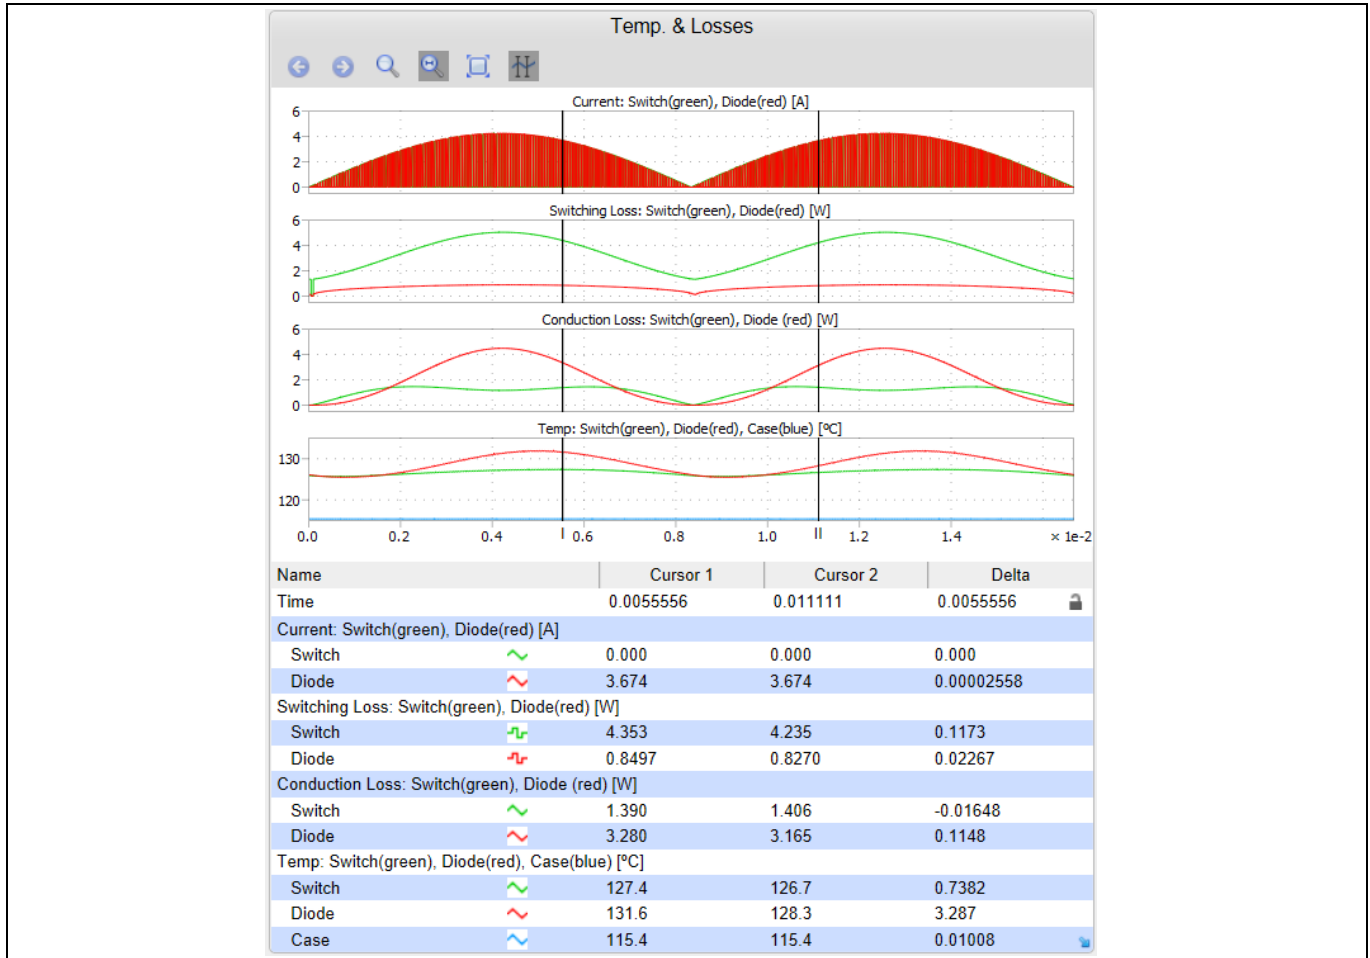 Temp. & Losses
Current: Switch(green), Diode(red) [A]
6
4
2
0
Switching Loss: Switch(green), Diode(red) [W]
6
4
2
0
Conduction Loss: Switch(green), Diode (red) [W]
6
4
2
0
Temp: Switch(green), Diode(red), Case(blue) [ºC]
130
120
0.0 0.2 0.4 I 0.6 0.8 1.0 II 1.2 1.4 × 1e-2
Name Cursor 1 Cursor 2 Delta
Time 0.0055556 0.011111 0.0055556
Current: Switch(green), Diode(red) [A]
Switch 0.000 0.000 0.000
Diode 3.674 3.674 0.00002558
Switching Loss: Switch(green), Diode(red) [W]
Switch 4.353 4.235 0.1173
Diode 0.8497 0.8270 0.02267
Conduction Loss: Switch(green), Diode (red) [W]
Switch 1.390 1.406 -0.01648
Diode 3.280 3.165 0.1148
Temp: Switch(green), Diode(red), Case(blue) [ºC]
Switch 127.4 126.7 0.7382
Diode 131.6 128.3 3.287
Case 115.4 115.4 0.01008